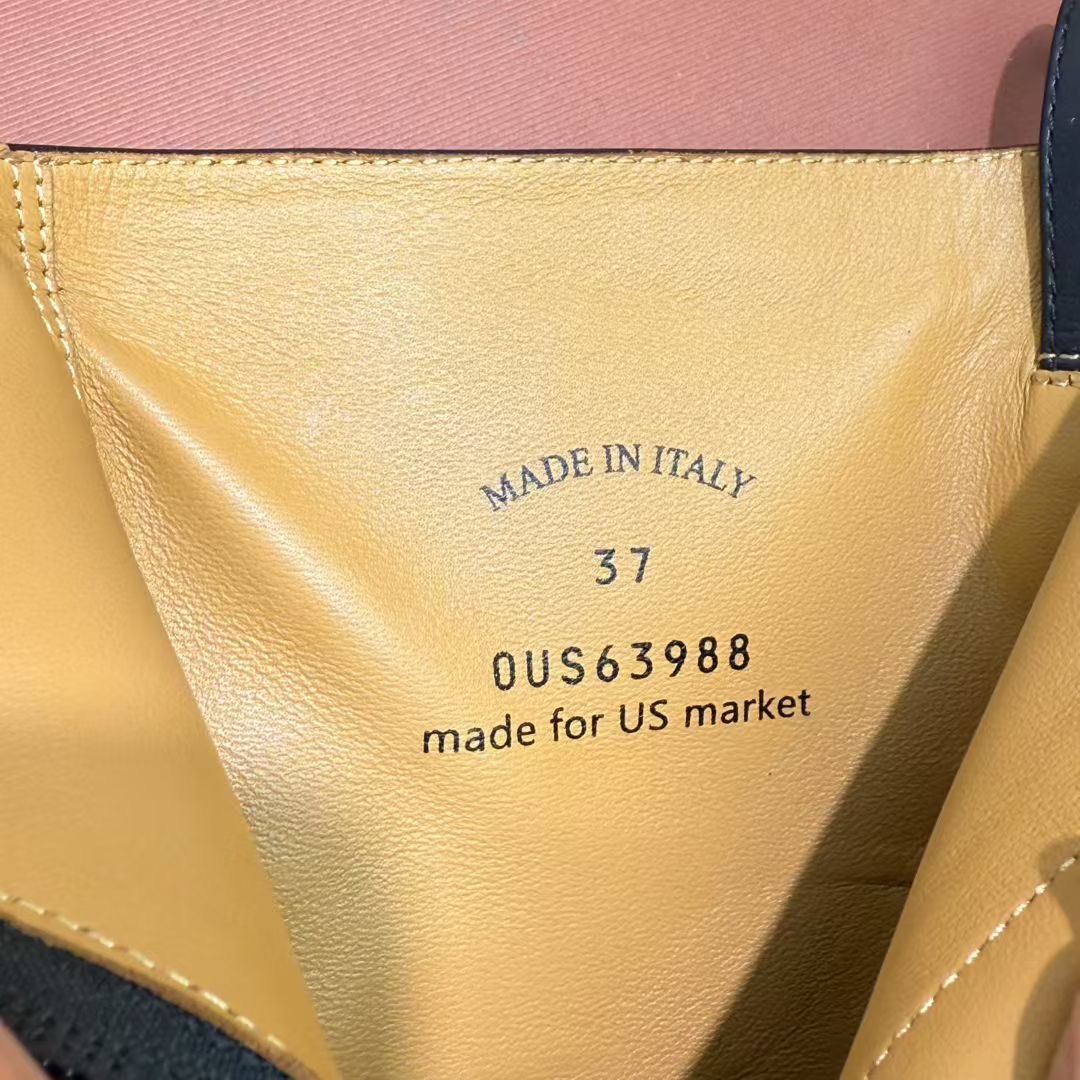 MADE IN ITALY
37
0US63988
made for US market